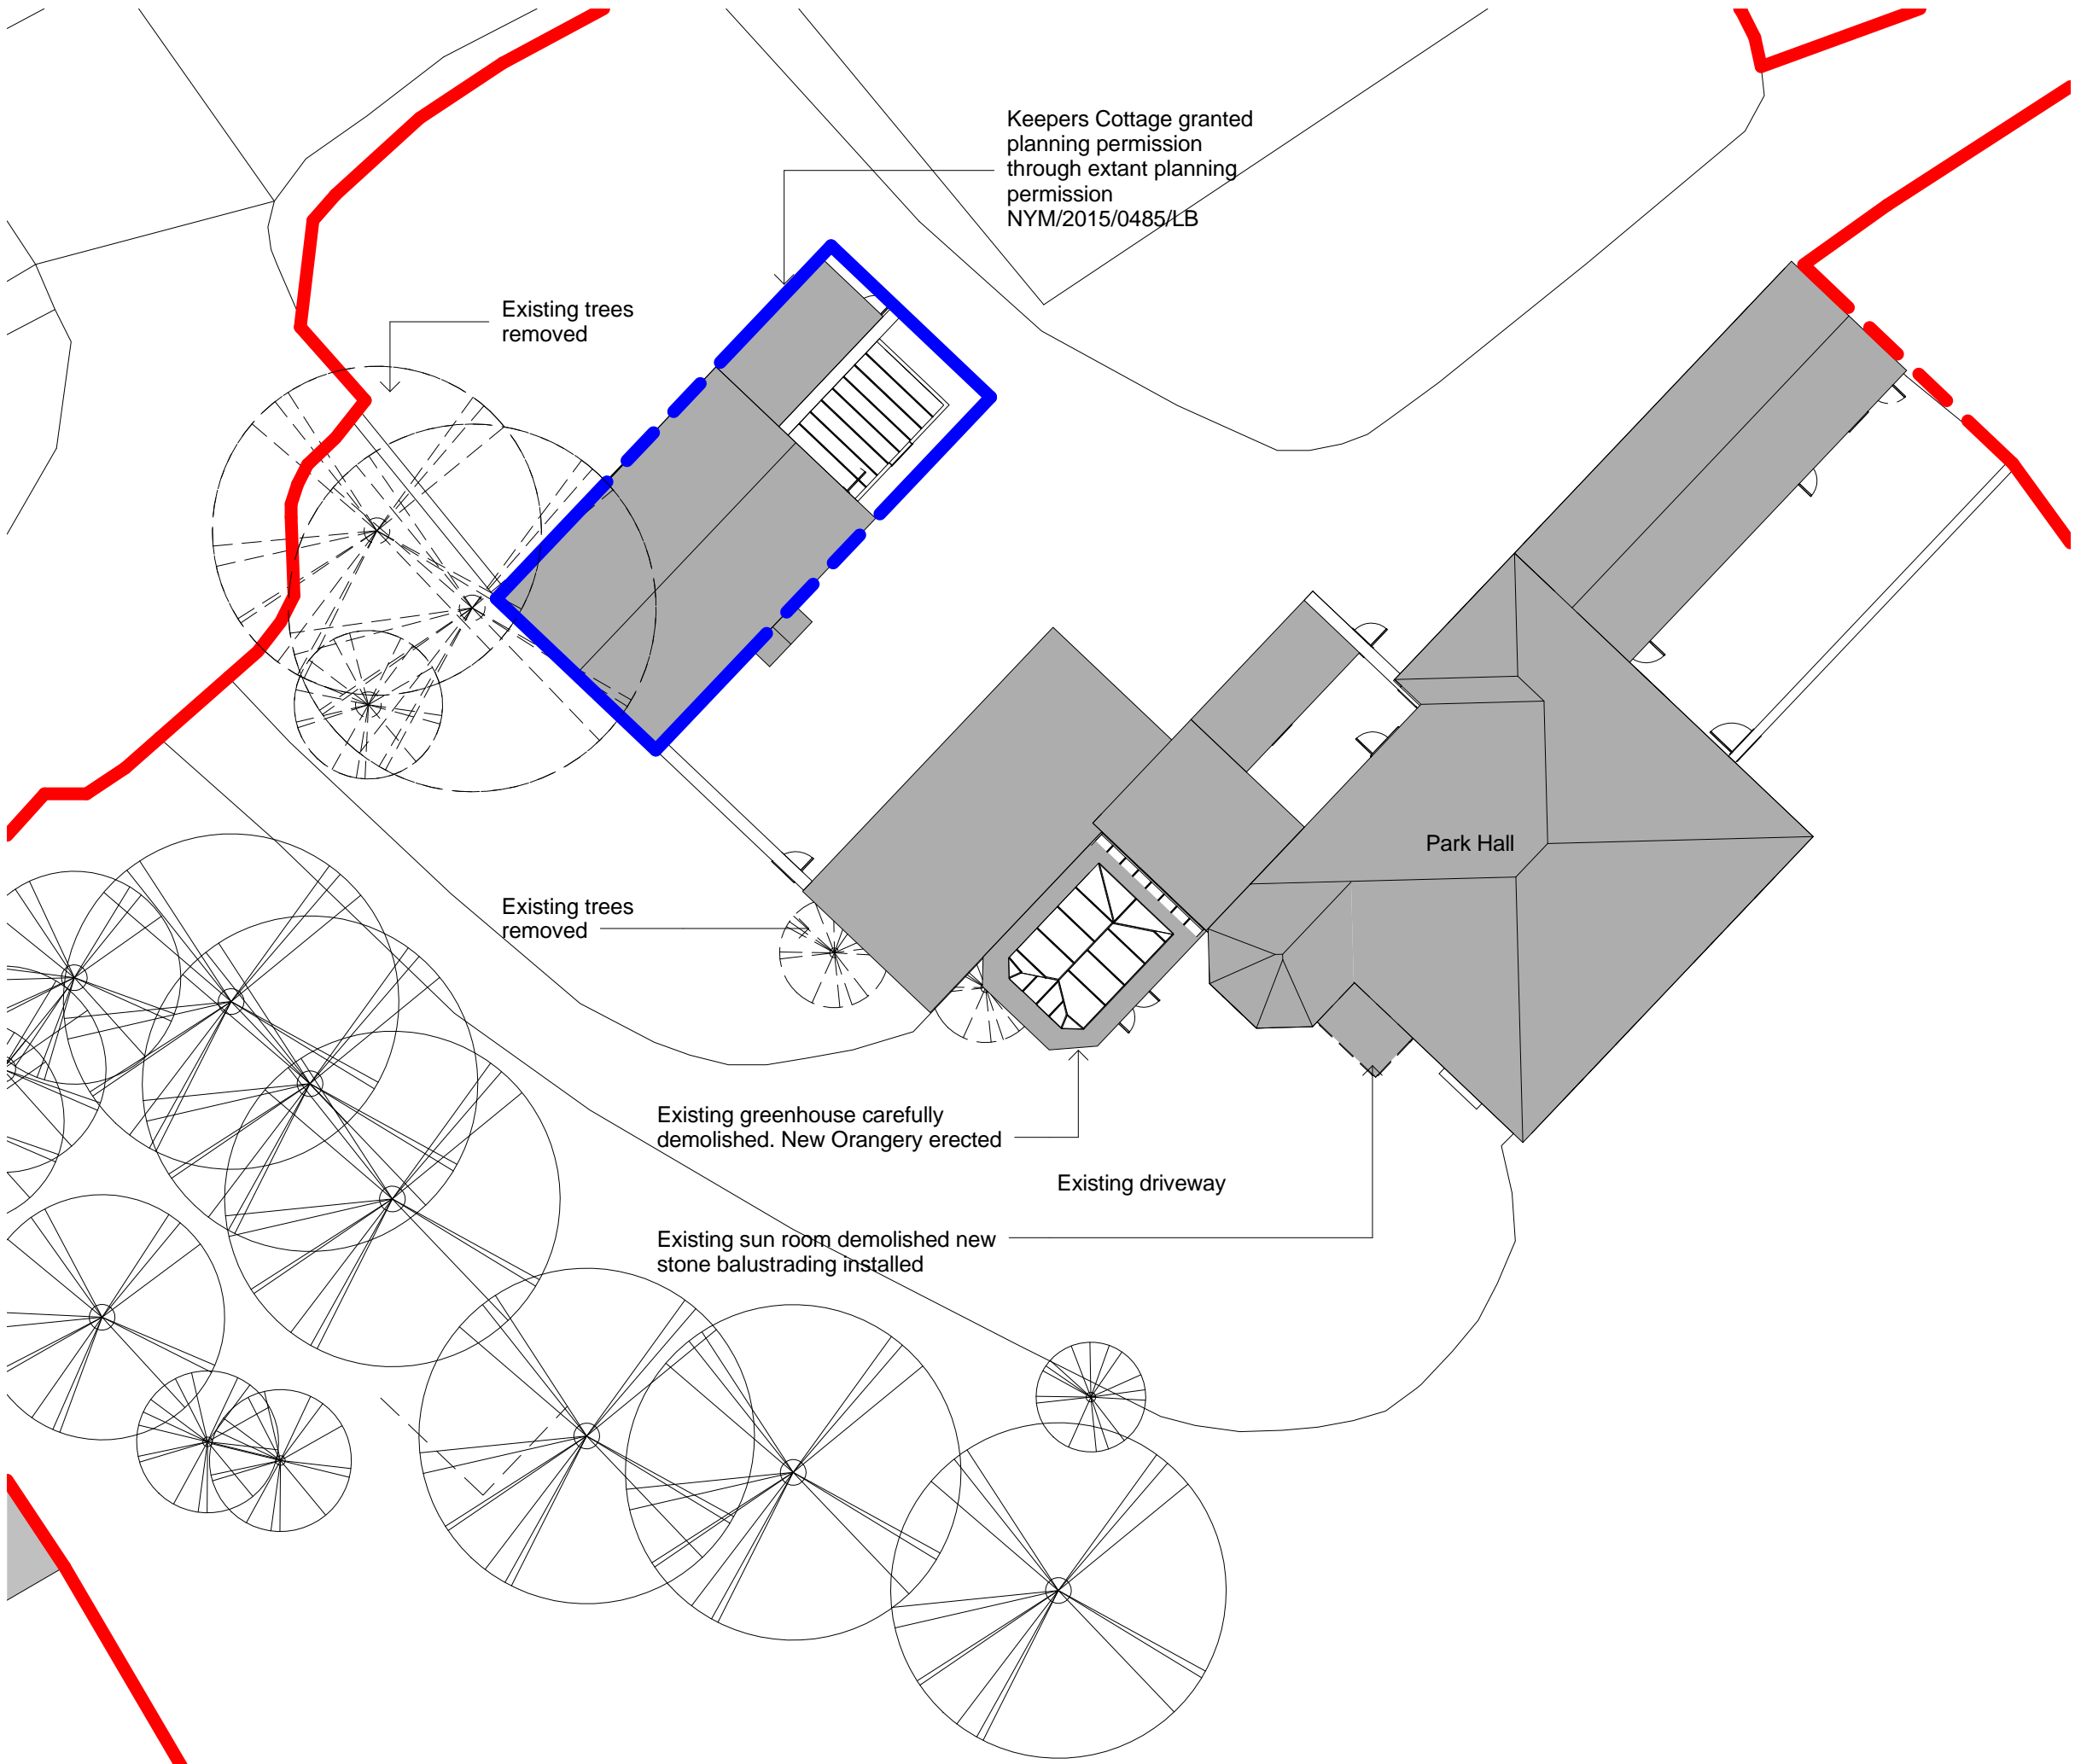 Keepers Cottage granted
planning permission
through extant planning
permission
NYM/2015/0485/LB
Existing trees
removed
Park Hall
Existing trees
removed
Existing greenhouse carefully
demolished. New Orangery erected
Existing driveway
Existing sun room demolished new
stone balustrading installed